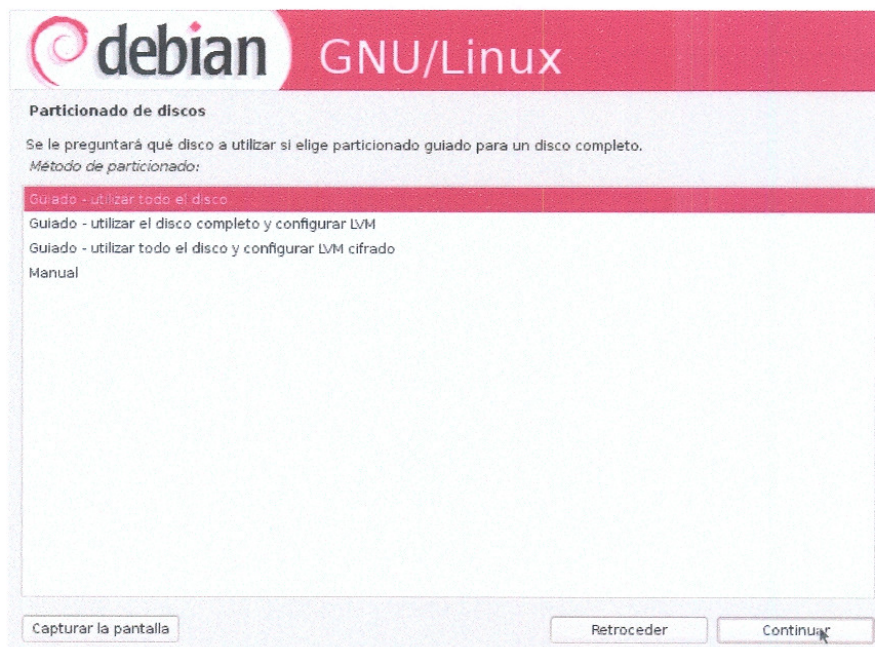 debian GNU/Linux
Particionado de discos
Se le preguntará qué disco a utilizar si elige particionado guiado para un disco completo.
Método de particionado:
Guiado - utilizar todo el disco
Guiado - utilizar el disco completo y configurar LVM
Guiado - utilizar todo el disco y configurar LVM cifrado
Manual
Capturar la pantalla
Retroceder
Continuar